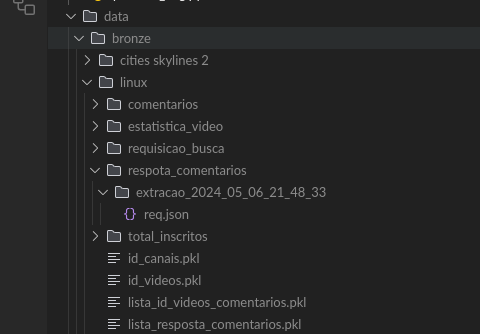 data
bronze
cities skylines 2
linux
comentarios
estatistica_video
requisicao_busca
respota_comentarios
extracao_2024_05_06_21_48_33
{} req.json
total_inscritos
id_canais.pkl
id_videos.pkl
lista_id_videos_comentarios.pkl
lista_resposta_comentarios.pkl